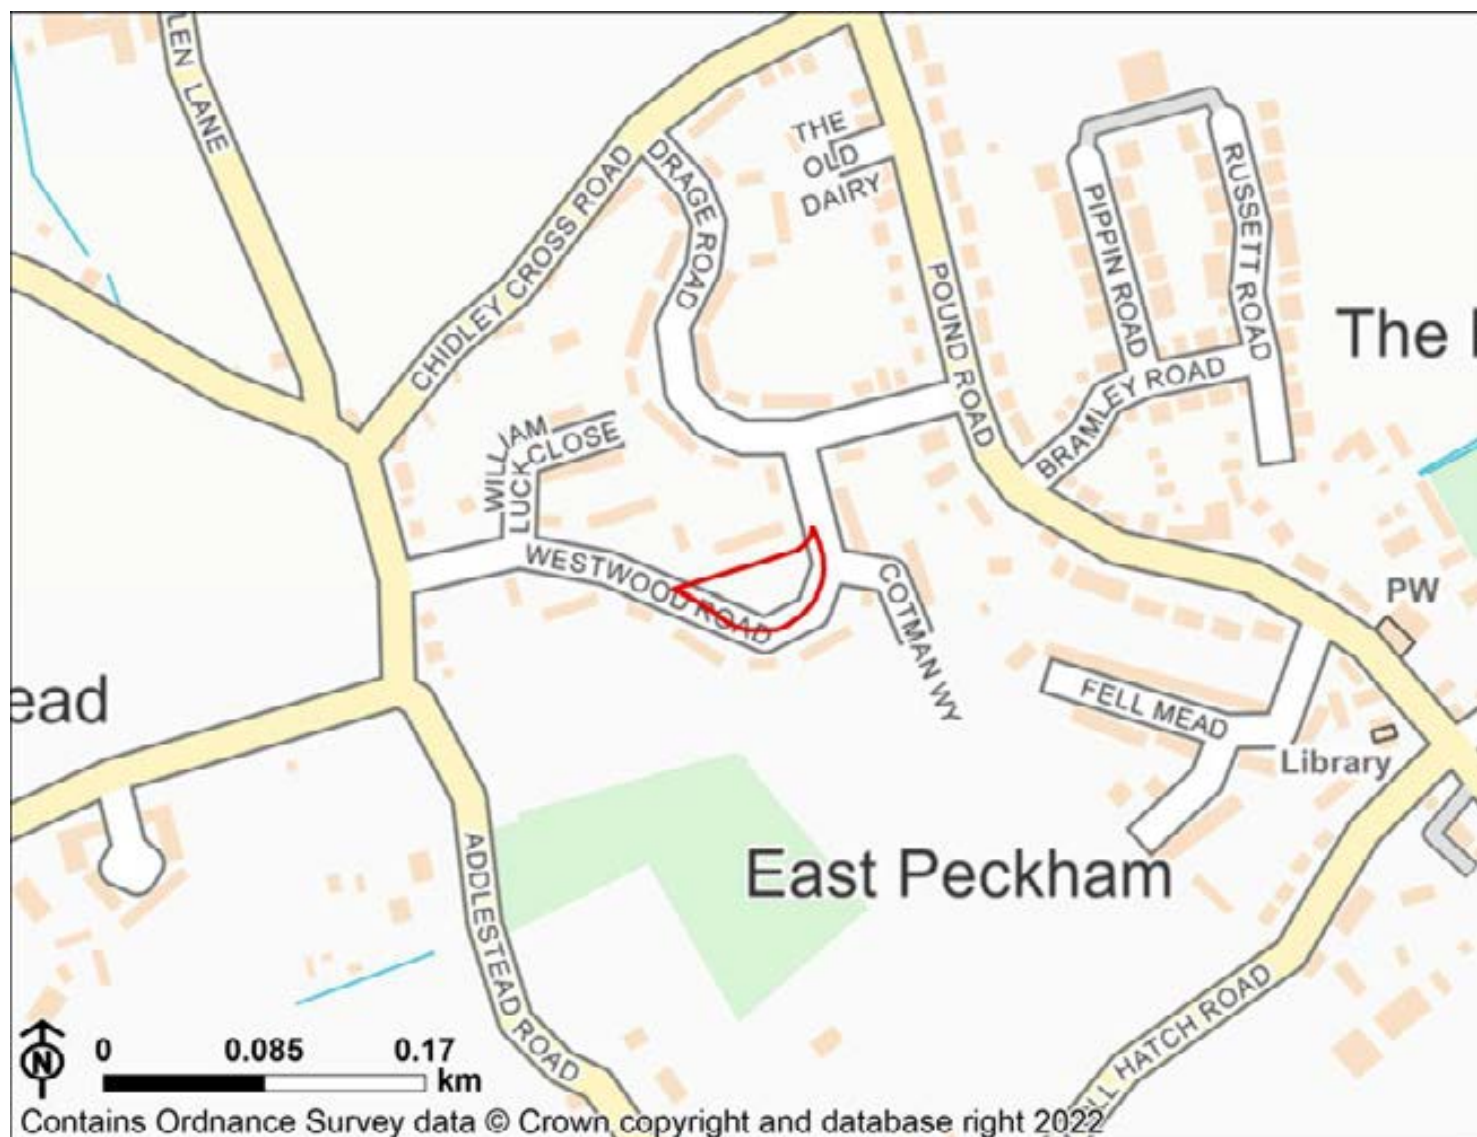 LEN LANE
CHIDLEY CROSS ROAD
DRAGE ROAD
THE
OLD
DAIRY
POUND ROAD
PIPPIN ROAD
RUSSETT ROAD
BRAMLEY ROAD
The
WILLIAM
LUCK CLOSE
WESTWOOD ROAD
COTMAN WY
PW
FELL MEAD
Library
ead
East Peckham
ADDLESTEAD ROAD
HATCH ROAD
N
0 0.085 0.17
km
Contains Ordnance Survey data © Crown copyright and database right 2022